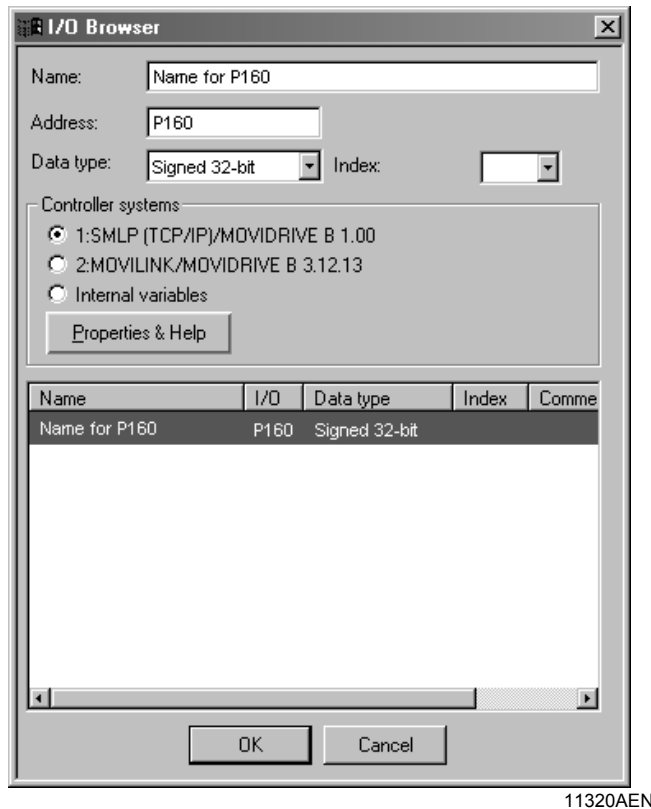 I/O Browser
Name: Name for P160
Address: P160
Data type: Signed 32-bit Index:
Controller systems
1:SMLP (TCP/IP)/MOVIDRIVE B 1.00
2:MOVILINK/MOVIDRIVE B 3.12.13
Internal variables
Properties & Help
Name I/O Data type Index Comme
Name for P160 P160 Signed 32-bit
OK Cancel
11320AEN